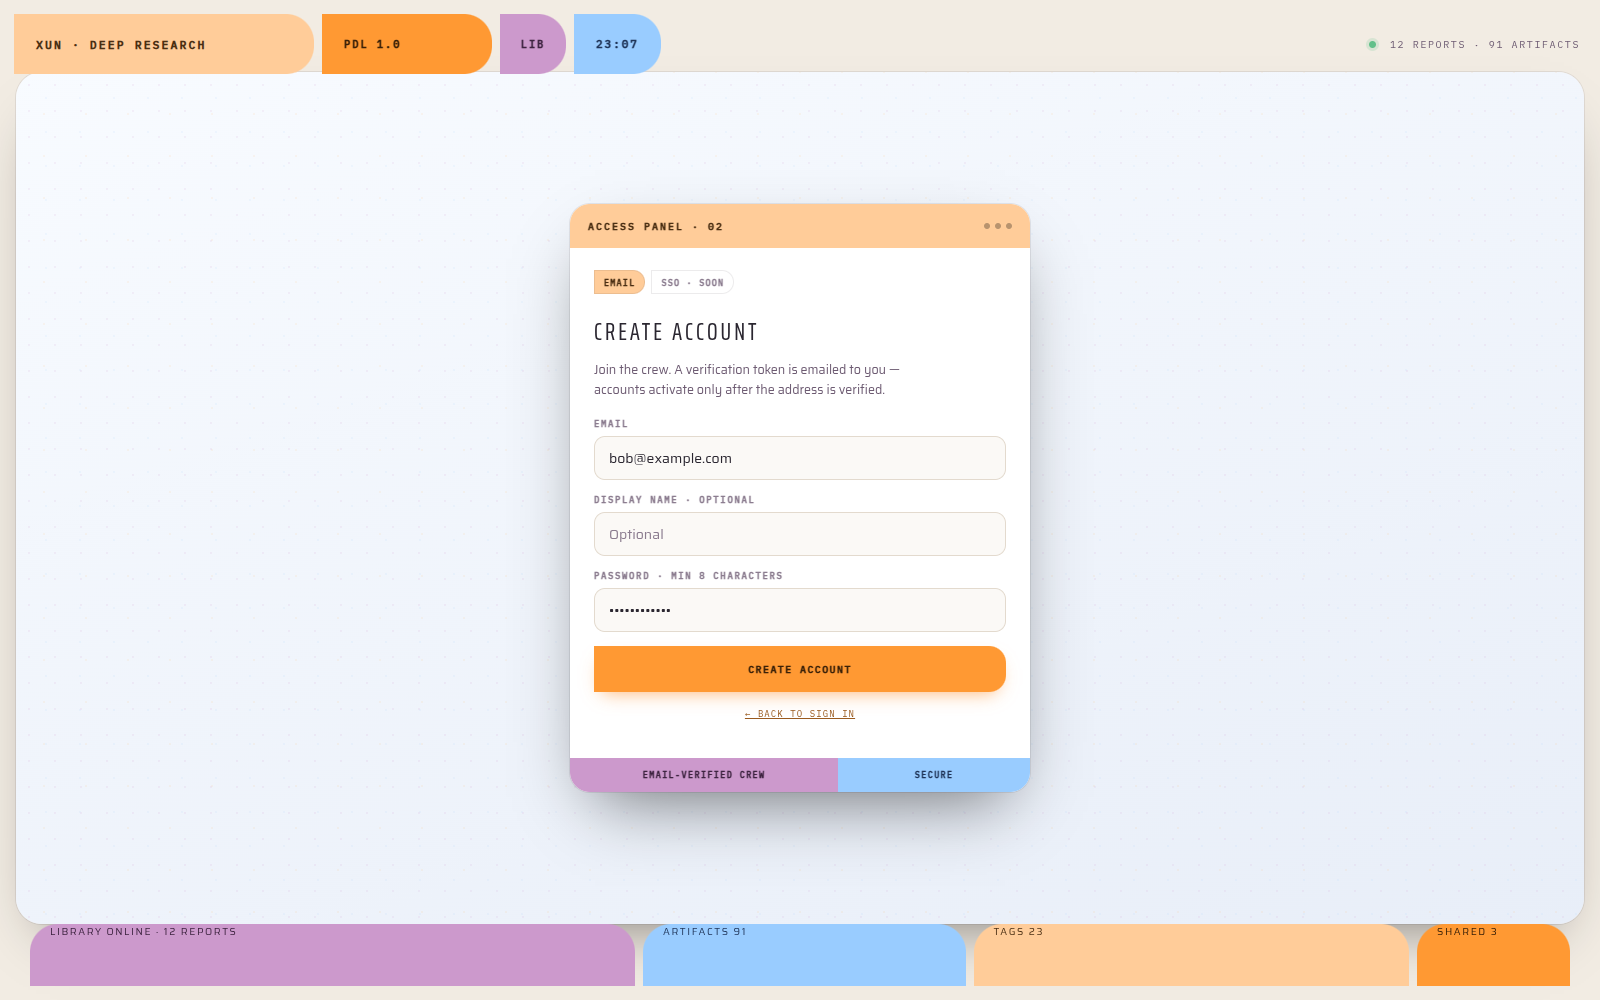 XUN · DEEP RESEARCH
PDL 1.0
LIB
23:07
12 REPORTS · 91 ARTIFACTS
ACCESS PANEL · 02
EMAIL
SSO · SOON
CREATE ACCOUNT
Join the crew. A verification token is emailed to you —
accounts activate only after the address is verified.
EMAIL
bob@example.com
DISPLAY NAME · OPTIONAL
Optional
PASSWORD · MIN 8 CHARACTERS
••••••••••••
CREATE ACCOUNT
← BACK TO SIGN IN
EMAIL-VERIFIED CREW
SECURE
LIBRARY ONLINE · 12 REPORTS
ARTIFACTS 91
TAGS 23
SHARED 3